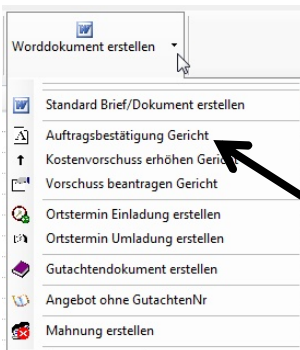 Worddokument erstellen
Standard Brief/Dokument erstellen
Auftragsbestätigung Gericht
Kostenvorschuss erhöhen Gericht
Vorschuss beantragen Gericht
Ortstermin Einladung erstellen
Ortstermin Umladung erstellen
Gutachtendokument erstellen
Angebot ohne GutachtenNr
Mahnung erstellen